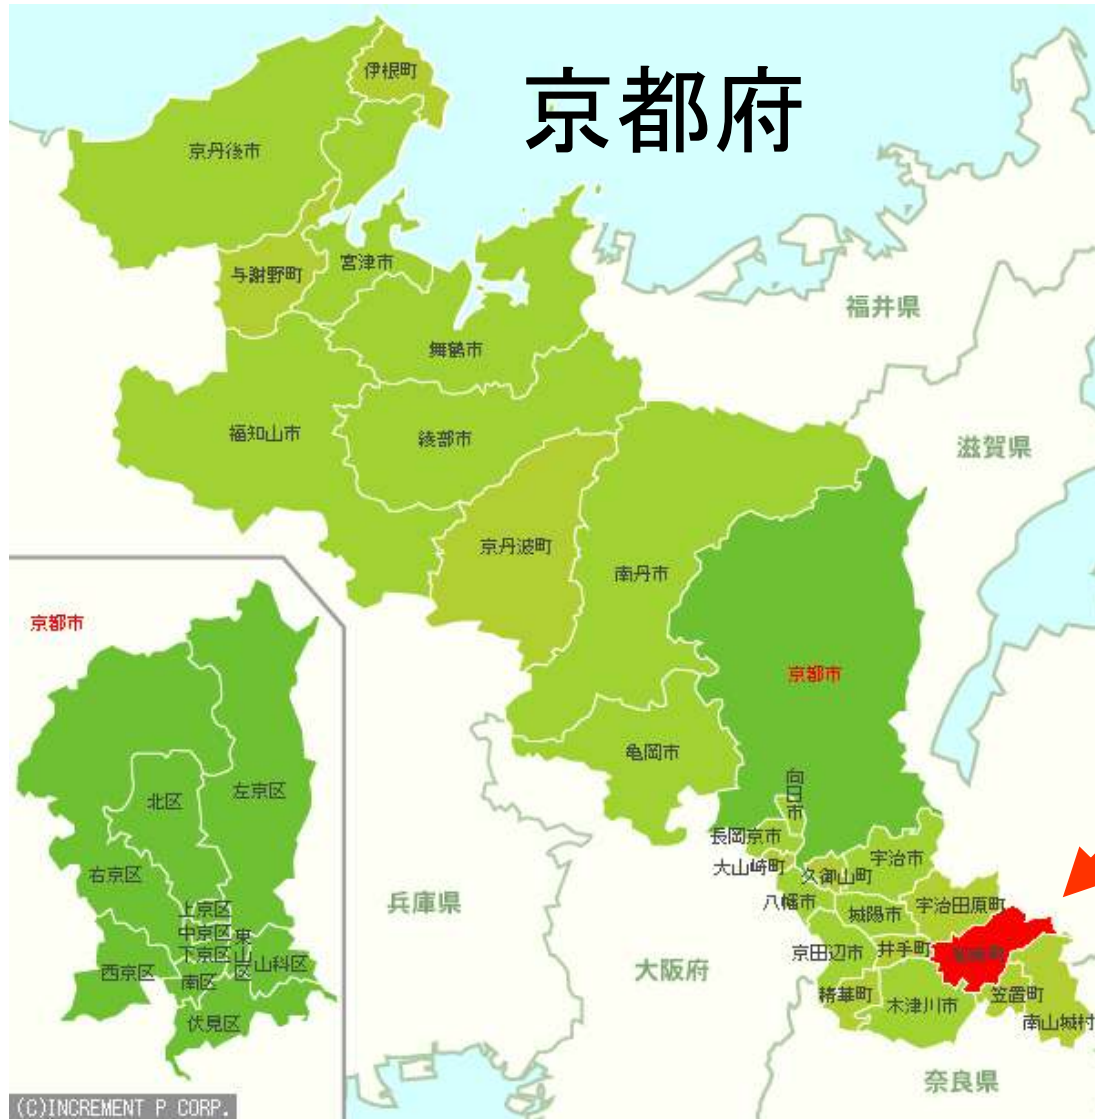 京都府
伊根町
京丹後市
与謝野町
宮津市
福井県
舞鶴市
福知山市
綾部市
滋賀県
京丹波町
南丹市
京都市
亀岡市
向日市
長岡京市
大山崎町
久御山町
宇治市
八幡市
城陽市
宇治田原町
京田辺市
井手町
精華町
木津川市
笠置町
南山城村
兵庫県
大阪府
奈良県
京都市
北区
左京区
右京区
上京区
中京区
下京区
東山区
山科区
西京区
南区
伏見区
(C)INCREMENT P CORP.